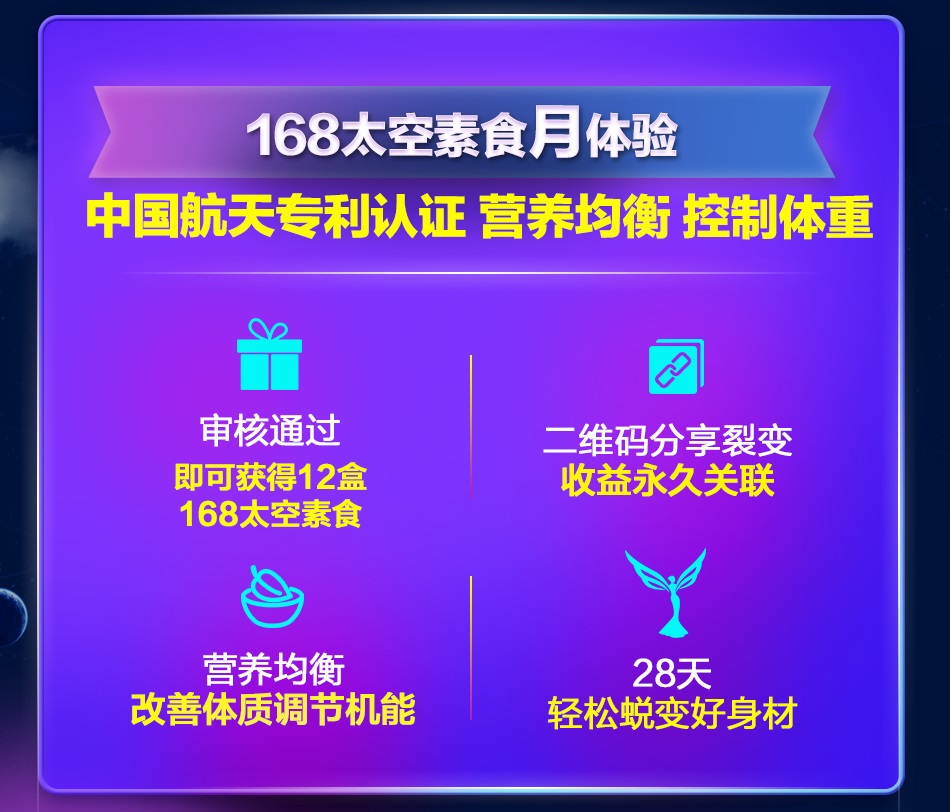 168太空素食月体验
中国航天专利认证 营养均衡 控制体重
审核通过
即可获得12盒
168太空素食
二维码分享裂变
收益永久关联
营养均衡
改善体质调节机能
28天
轻松蜕变好身材